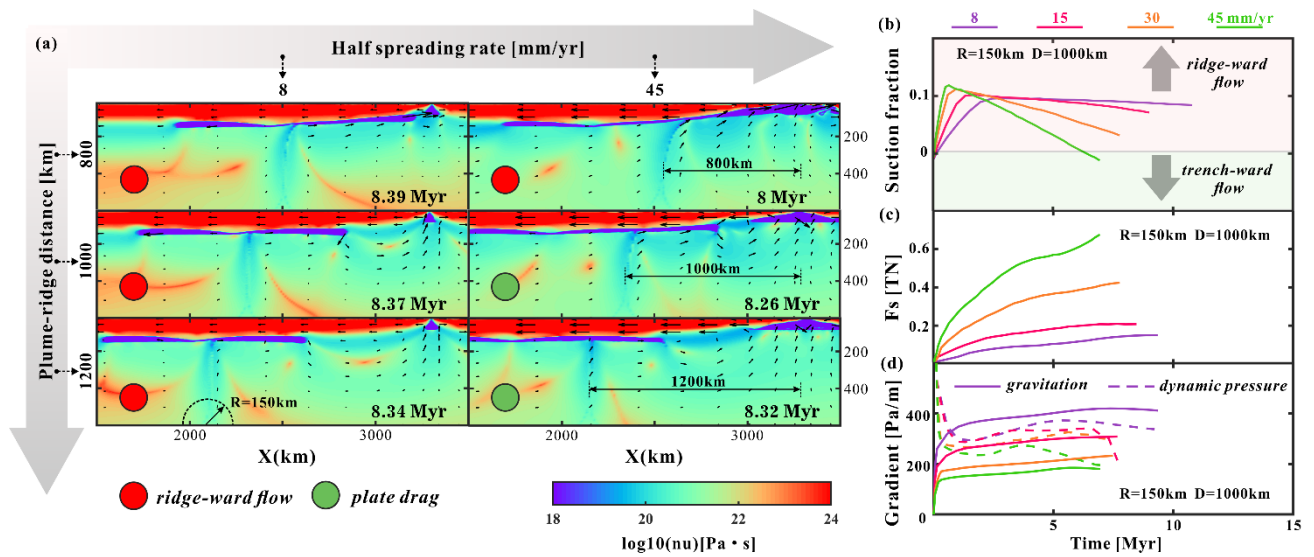 (a)
Half spreading rate [mm/yr]
8
45
Plume-ridge distance [km]
800
1000
1200
8.39 Myr
800km
8 Myr
200
400
8.37 Myr
1000km
8.26 Myr
200
400
R=150km
8.34 Myr
1200km
8.32 Myr
200
400
2000
3000
2000
3000
X(km)
X(km)
ridge-ward flow
plate drag
18
20
22
24
log10(nu)[Pa · s]
(b)
8
15
30
45 mm/yr
R=150km D=1000km
ridge-ward flow
trench-ward flow
Suction fraction
0.1
0
(c)
R=150km D=1000km
Fs [TN]
0.6
0.4
0.2
(d)
gravitation
dynamic pressure
Gradient [Pa/m]
400
200
0
R=150km D=1000km
0
5
10
15
Time [Myr]